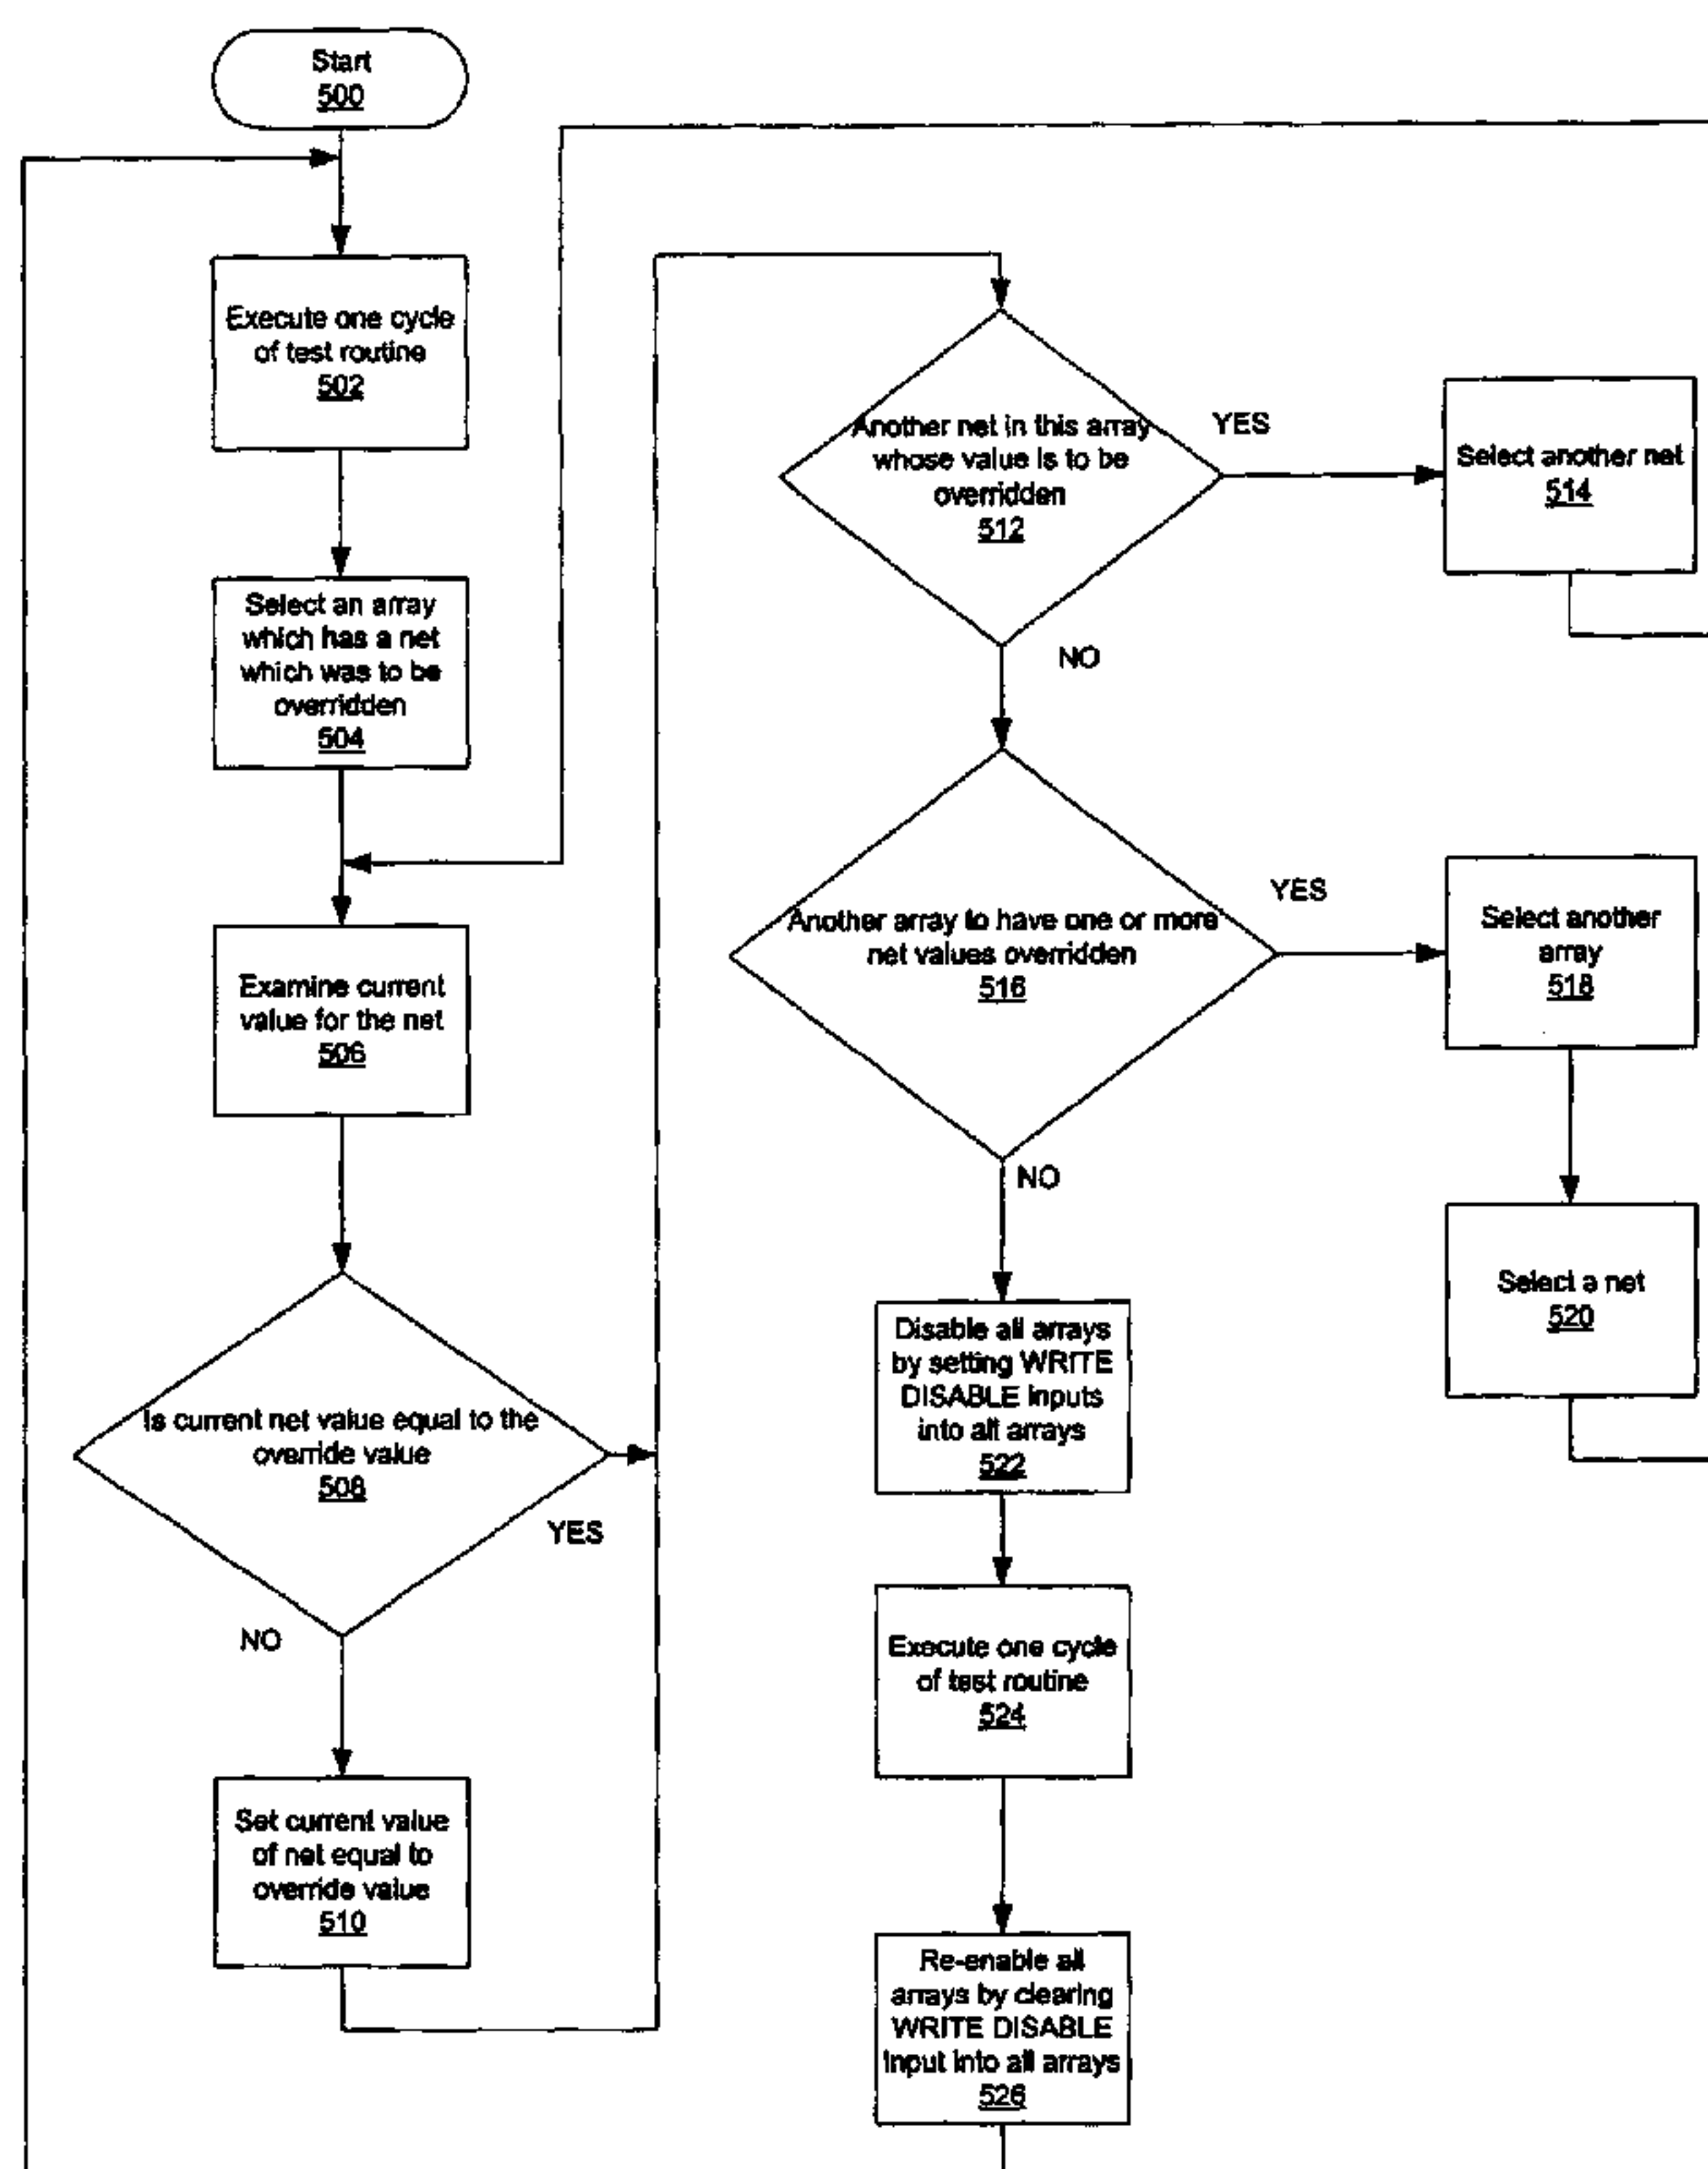 Start
500
Execute one cycle
of test routine
502
Select an array
which has a net
which was to be
overridden
504
Examine current
value for the net
506
Is current net value equal to the
override value
508
YES
NO
Set current value
of net equal to
override value
510
Another net in this array
whose value is to be
overridden
512
YES
NO
Select another net
514
Another array to have one or more
net values overridden
516
YES
NO
Select another
array
518
Select a net
520
Disable all arrays
by setting WRITE
DISABLE inputs
into all arrays
522
Execute one cycle
of test routine
524
Re-enable all
arrays by clearing
WRITE DISABLE
input into all arrays
526